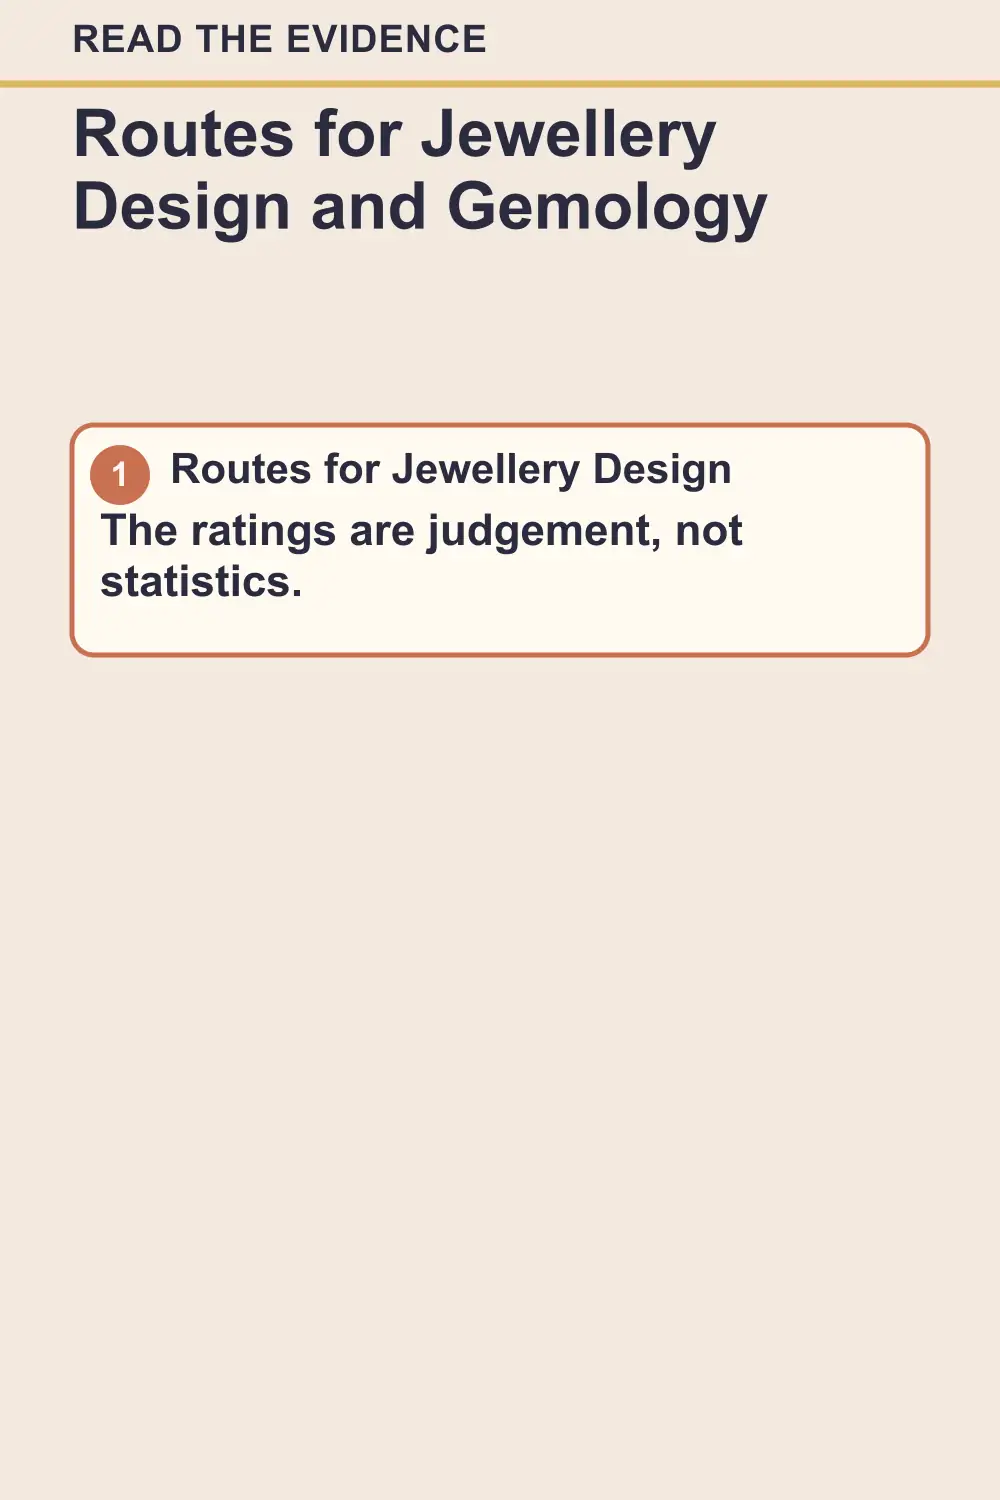 READ THE EVIDENCE
Routes for Jewellery
Design and Gemology
1 Routes for Jewellery Design
The ratings are judgement, not
statistics.